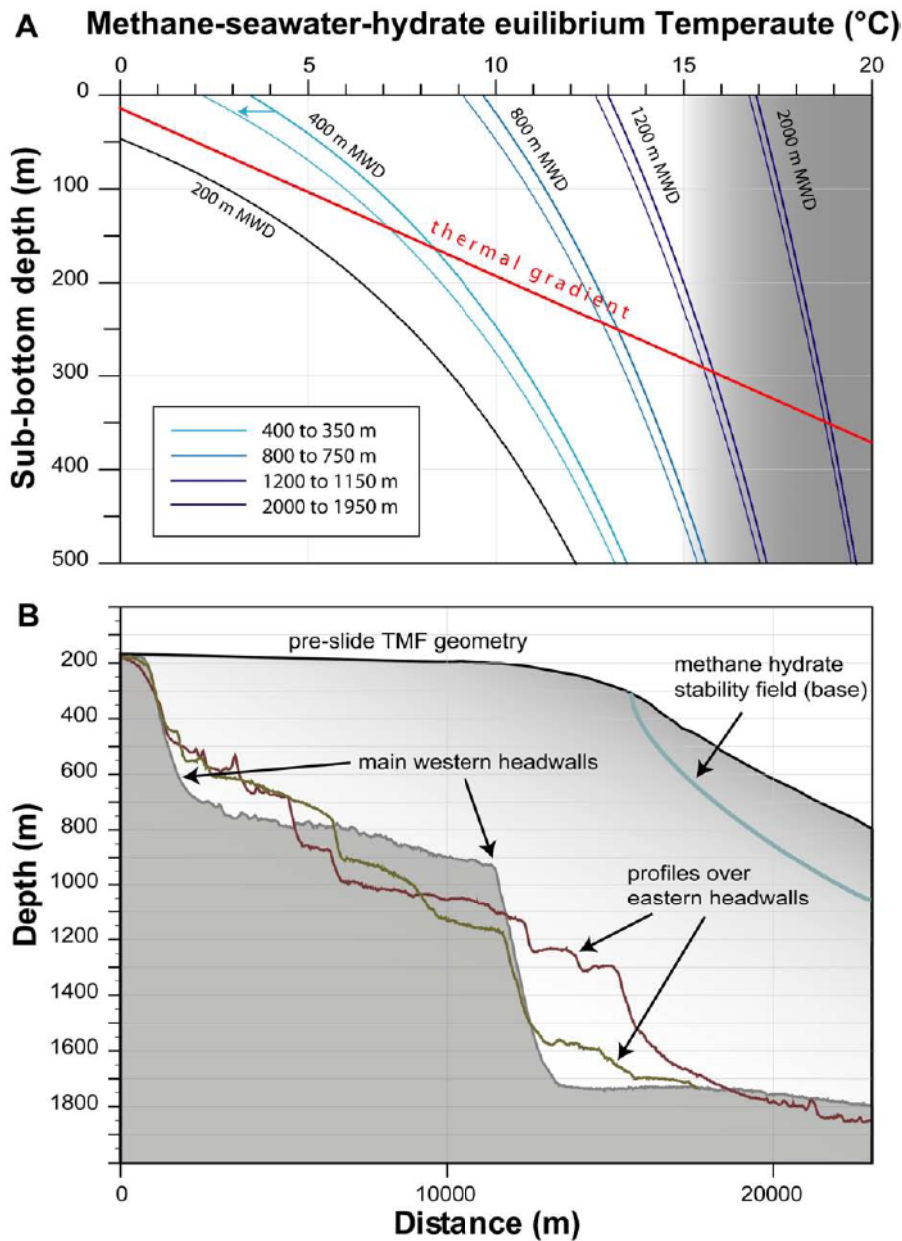 A Methane-seawater-hydrate euilibrium Temperaute (°C)
0 5 10 15 20
0
100
200
300
400
500
Sub-bottom depth (m)
200 m MWD
400 m MWD
800 m MWD
1200 m MWD
2000 m MWD
thermal gradient
400 to 350 m
800 to 750 m
1200 to 1150 m
2000 to 1950 m
B
pre-slide TMF geometry
methane hydrate
stability field (base)
main western headwalls
profiles over
eastern headwalls
200
400
600
800
1000
1200
1400
1600
1800
Depth (m)
0 10000 20000
Distance (m)